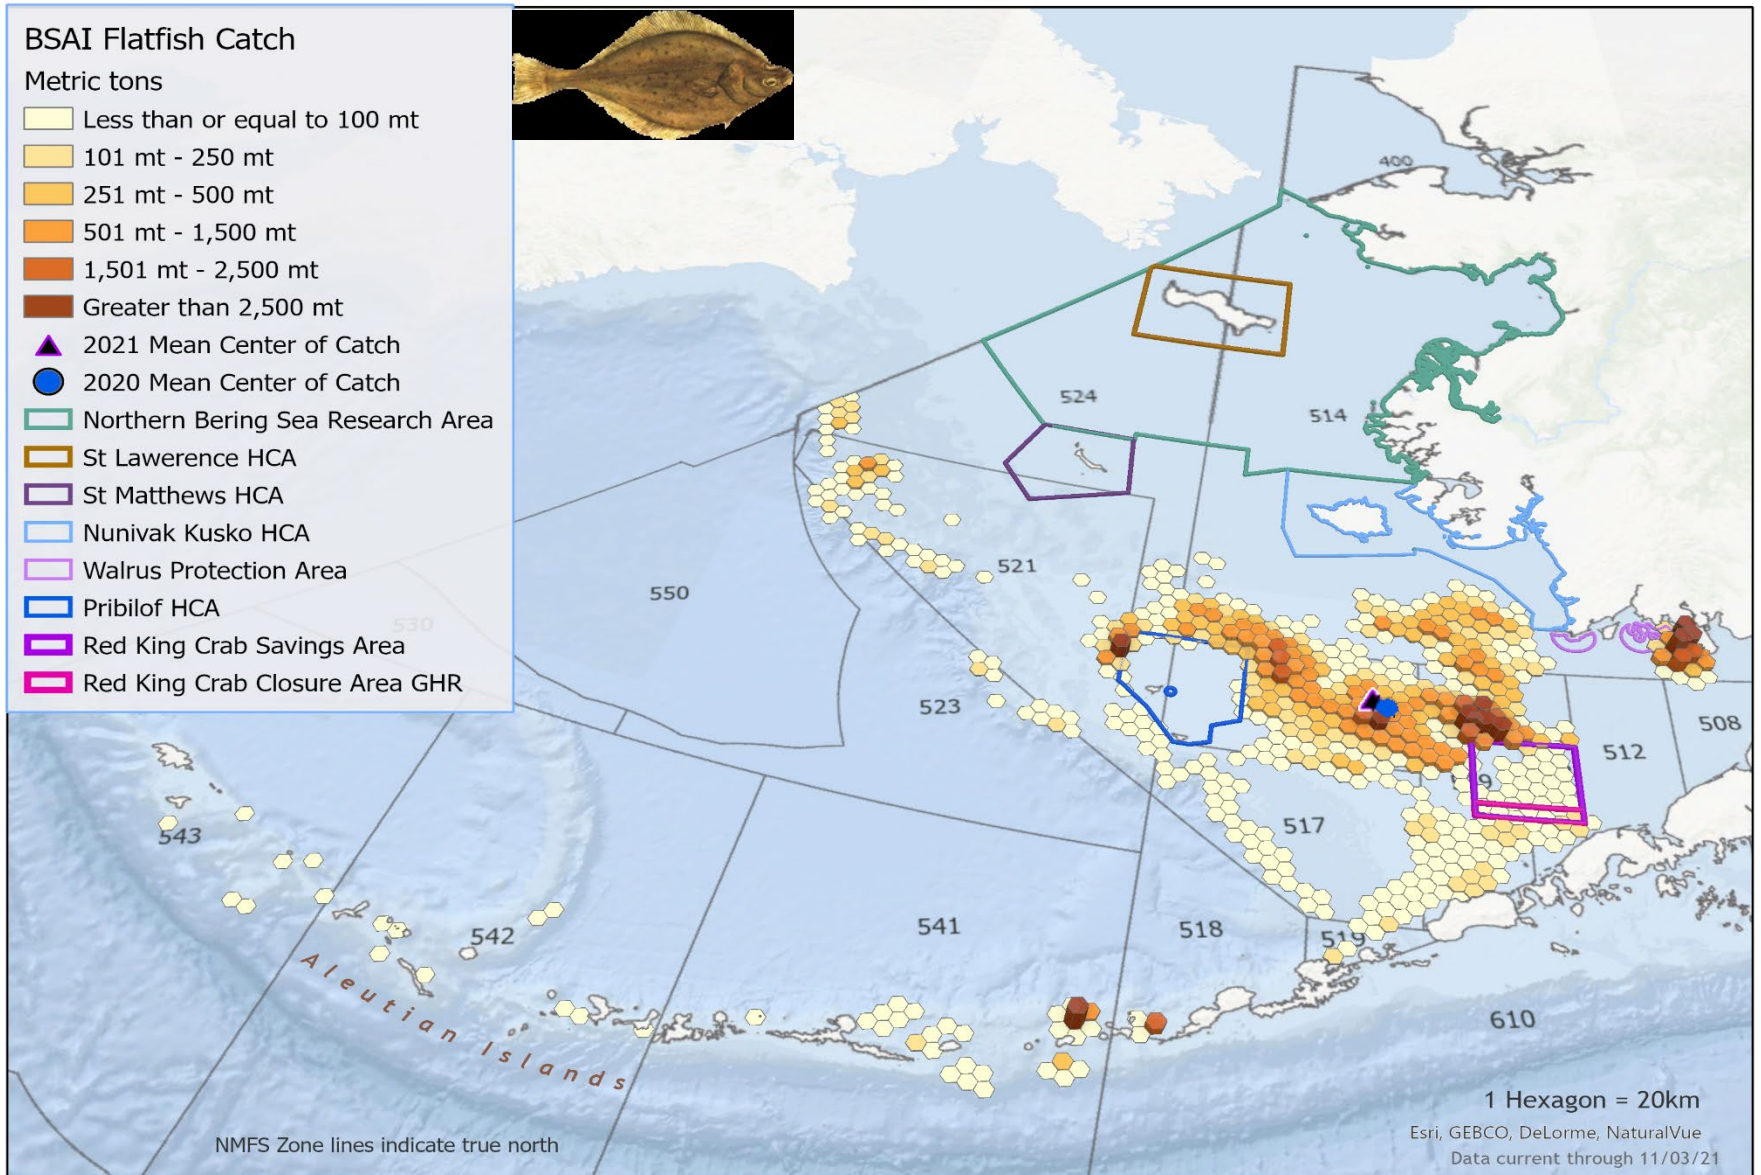 BSAI Flatfish Catch
Metric tons
Less than or equal to 100 mt
101 mt - 250 mt
251 mt - 500 mt
501 mt - 1,500 mt
1,501 mt - 2,500 mt
Greater than 2,500 mt
2021 Mean Center of Catch
2020 Mean Center of Catch
Northern Bering Sea Research Area
St Lawerence HCA
St Matthews HCA
Nunivak Kusko HCA
Walrus Protection Area
Pribilof HCA
Red King Crab Savings Area
Red King Crab Closure Area GHR
400
524
514
521
550
530
523
508
512
9
517
543
542
541
518
519
610
Aleutian Islands
1 Hexagon = 20km
Esri, GEBCO, DeLorme, NaturalVue
Data current through 11/03/21
NMFS Zone lines indicate true north